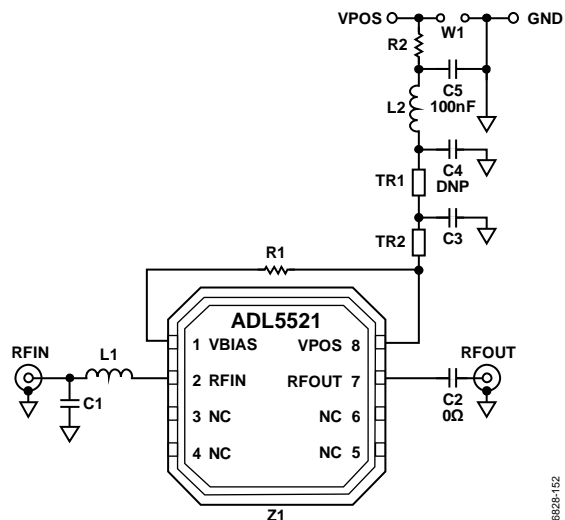 VPOS
W1
GND
R2
C5
100nF
L2
C4
DNP
TR1
C3
TR2
R1
ADL5521
1 VBIAS
VPOS 8
RFIN
L1
RFOUT
2 RFIN
RFOUT 7
C1
C2
0Ω
3 NC
NC 6
4 NC
NC 5
Z1
6828-152